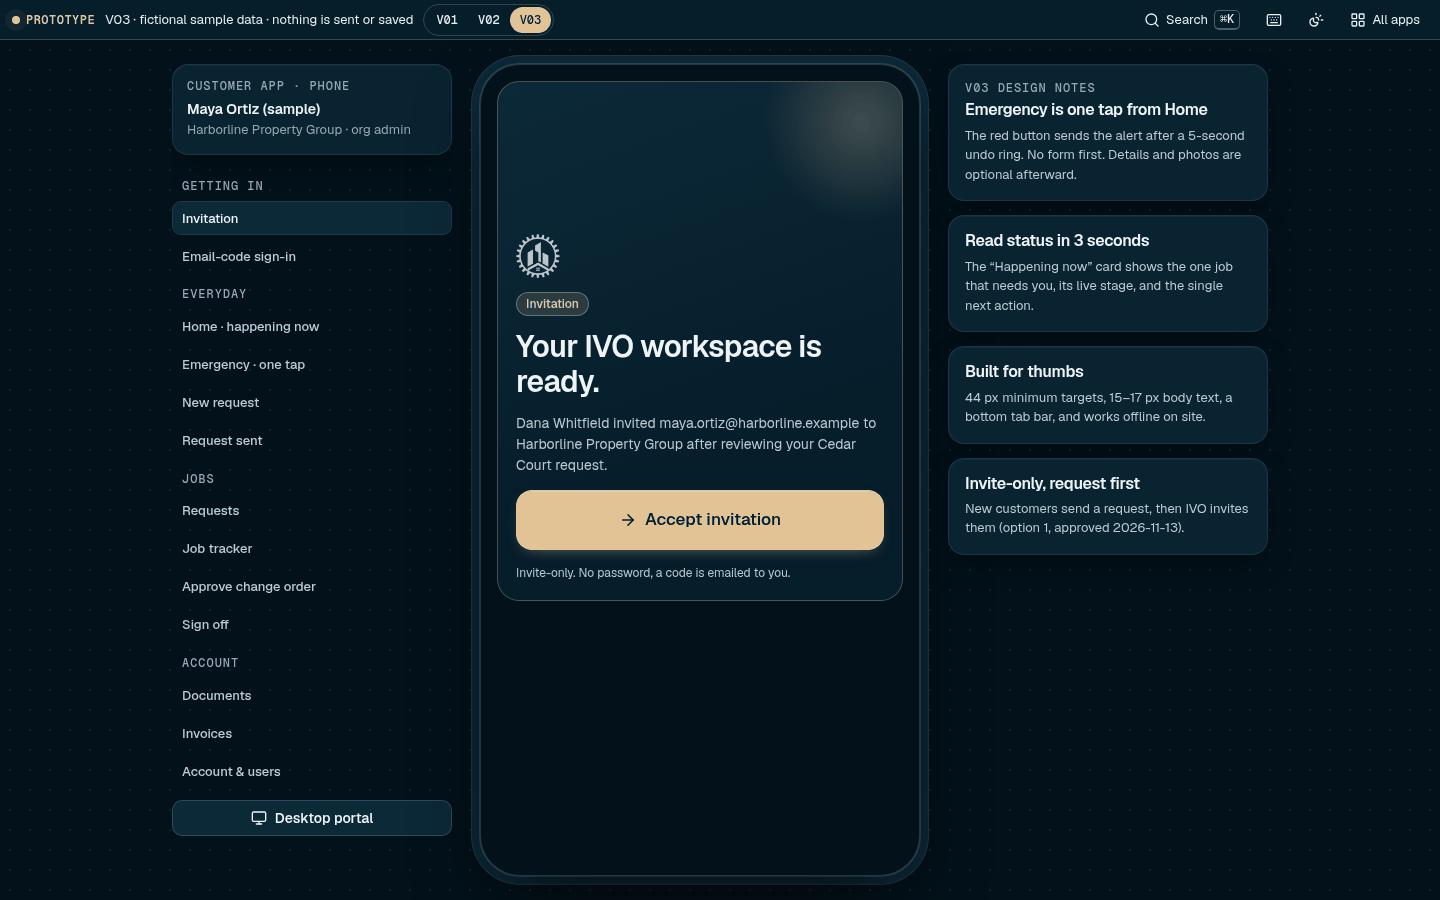 PROTOTYPE V03 · fictional sample data · nothing is sent or saved V01 V02 V03 Search ⌘K All apps
CUSTOMER APP · PHONE
Maya Ortiz (sample)
Harborline Property Group · org admin
GETTING IN
Invitation
Email-code sign-in
EVERYDAY
Home · happening now
Emergency · one tap
New request
Request sent
JOBS
Requests
Job tracker
Approve change order
Sign off
ACCOUNT
Documents
Invoices
Account & users
Desktop portal
Invitation
Your IVO workspace is
ready.
Dana Whitfield invited maya.ortiz@harborline.example to
Harborline Property Group after reviewing your Cedar
Court request.
Accept invitation
Invite-only. No password, a code is emailed to you.
V03 DESIGN NOTES
Emergency is one tap from Home
The red button sends the alert after a 5-second
undo ring. No form first. Details and photos are
optional afterward.
Read status in 3 seconds
The “Happening now” card shows the one job
that needs you, its live stage, and the single
next action.
Built for thumbs
44 px minimum targets, 15–17 px body text, a
bottom tab bar, and works offline on site.
Invite-only, request first
New customers send a request, then IVO invites
them (option 1, approved 2026-11-13).